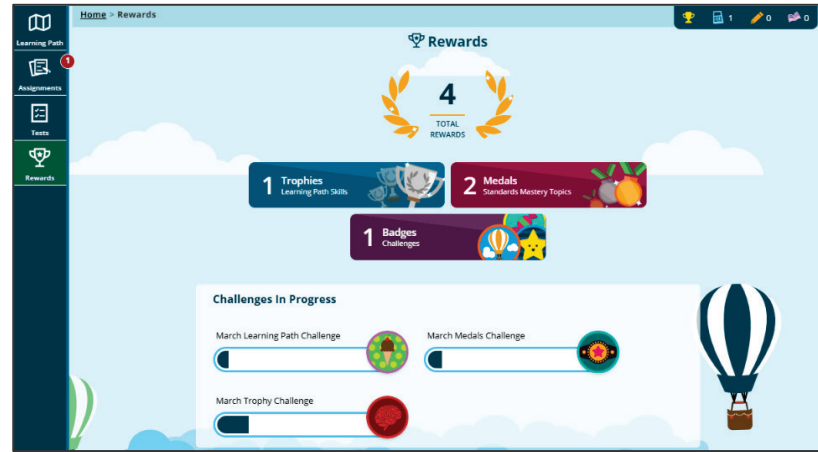 Home > Rewards
1
0
0
Learning Path
1
Assignments
Tests
Rewards
Rewards
4
TOTAL
REWARDS
1 Trophies
Learning Path Skills
2 Medals
Standards Mastery Topics
1 Badges
Challenges
Challenges In Progress
March Learning Path Challenge
March Medals Challenge
March Trophy Challenge